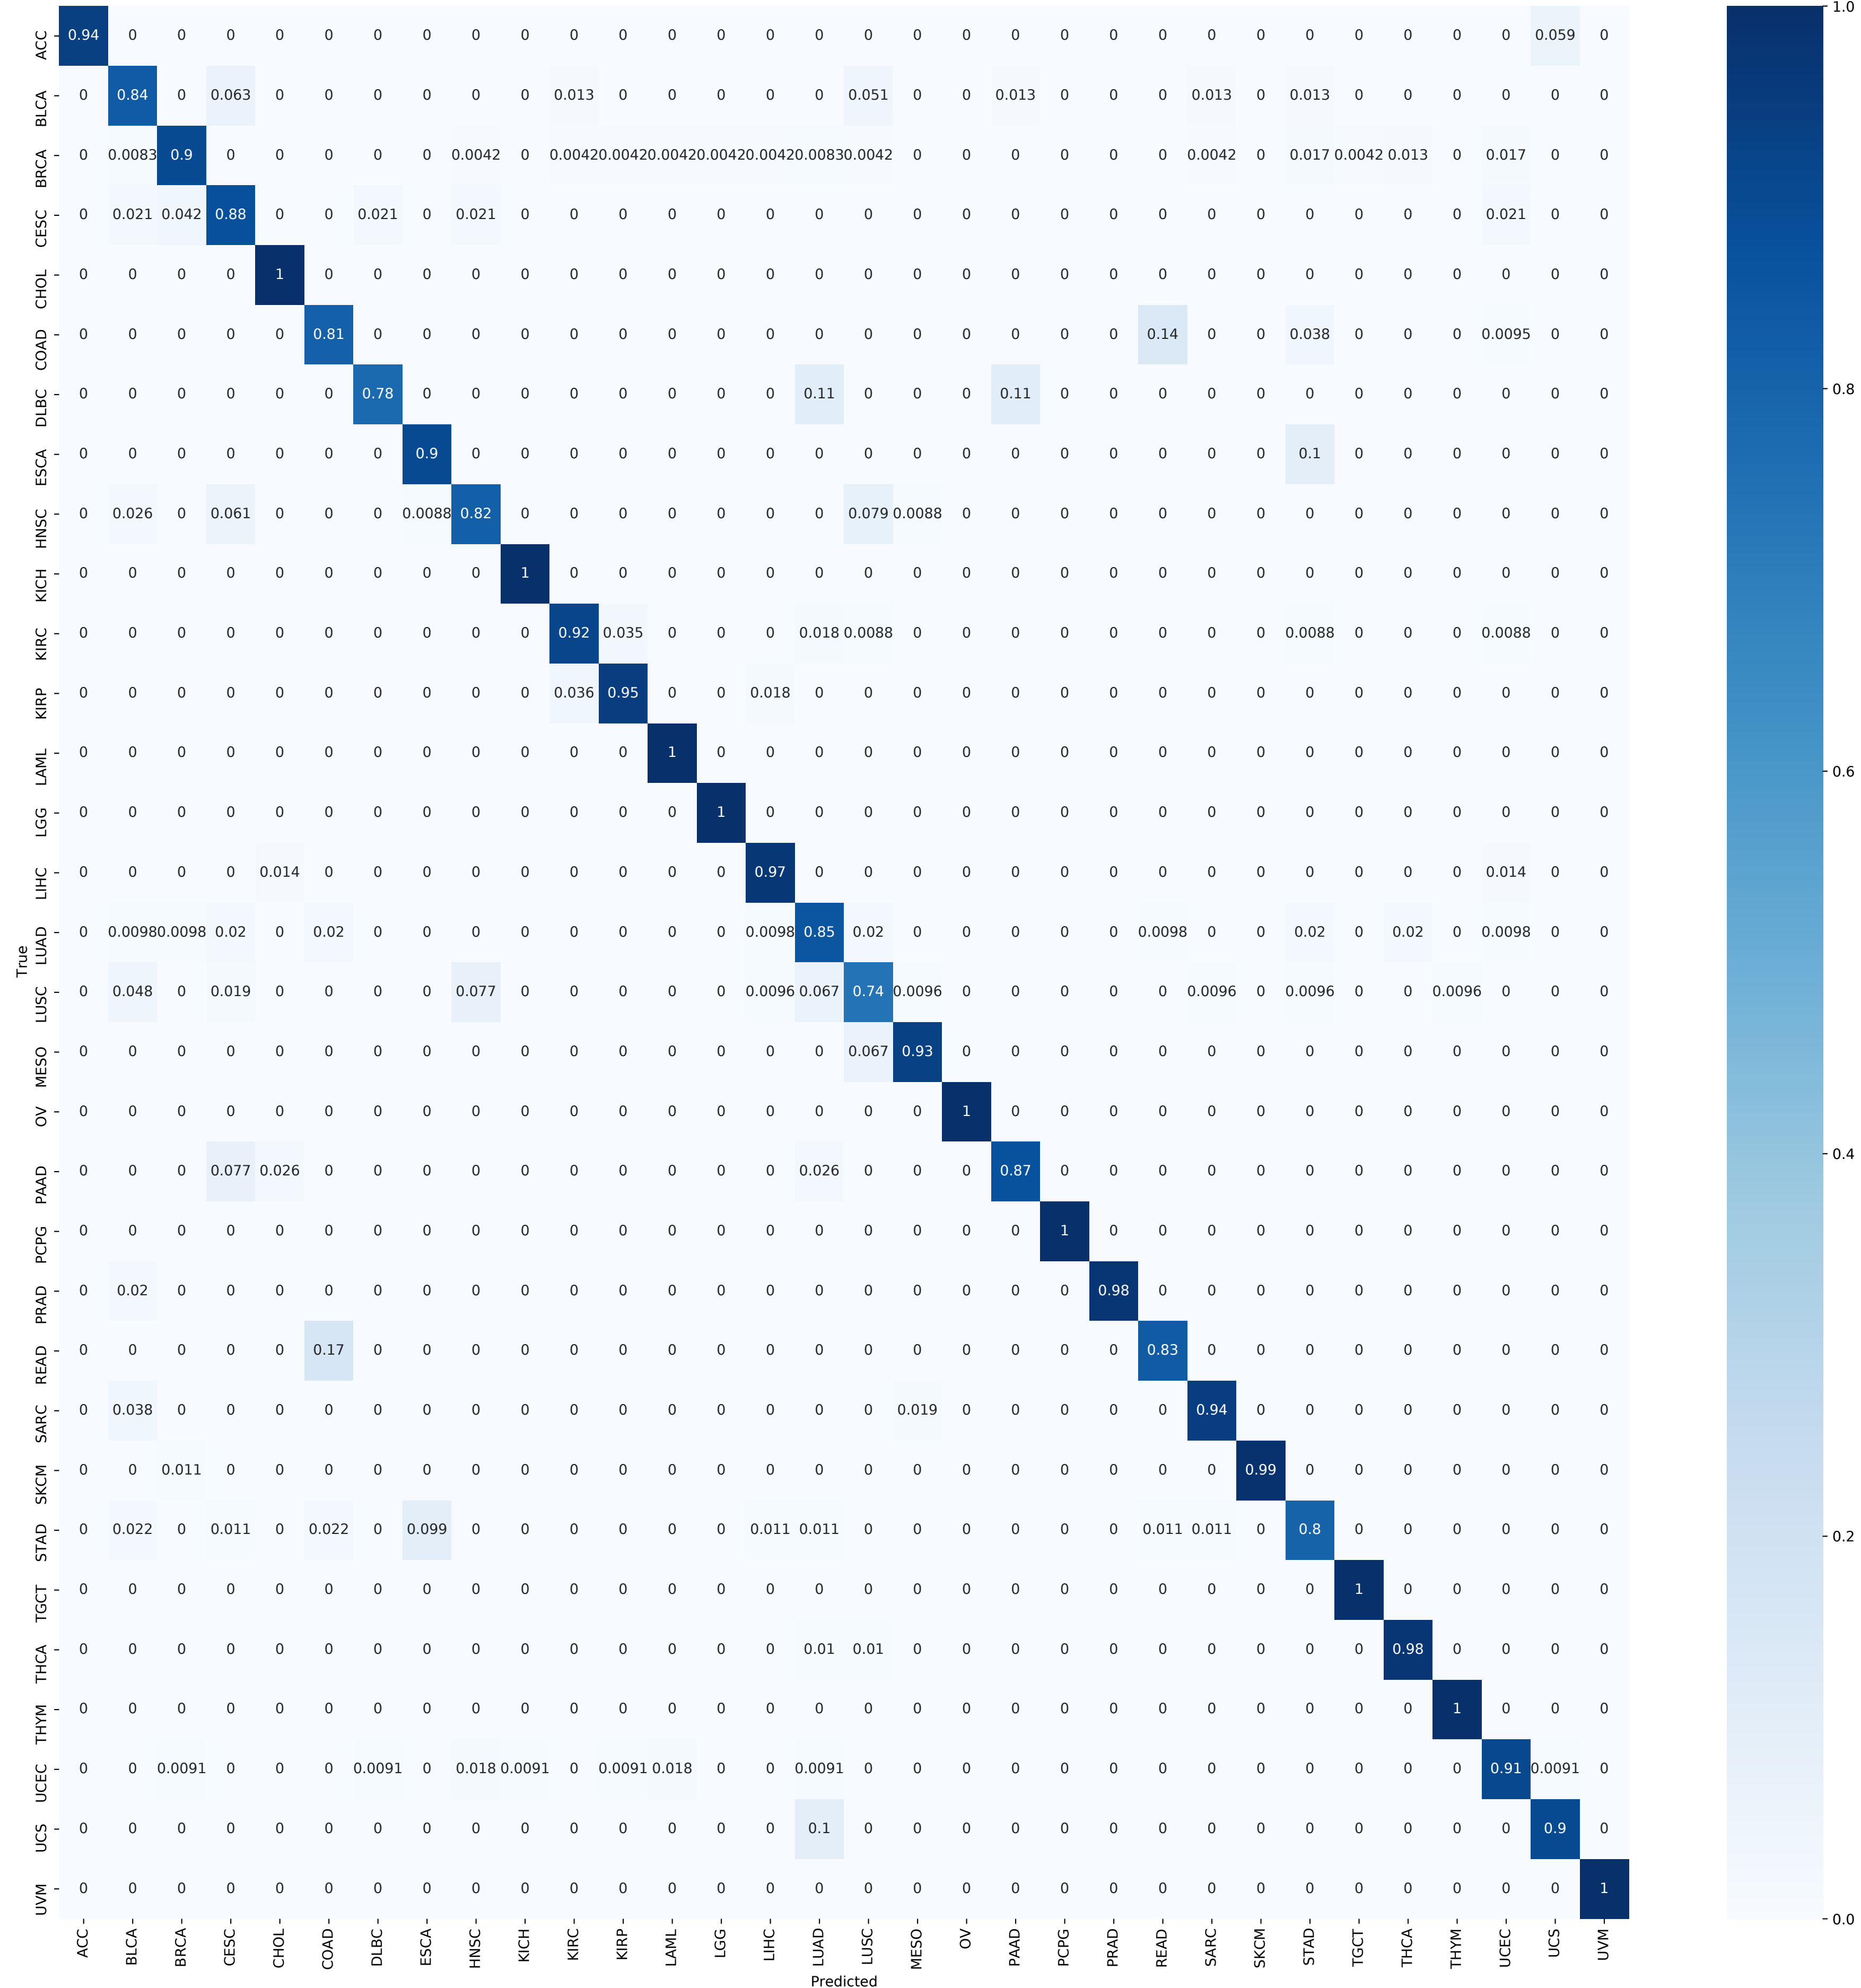 ACC 0.94 0 0 0 0 0 0 0 0 0 0 0 0 0 0 0 0 0 0 0 0 0 0 0 0 0 0 0 0 0 0.059 0
BLCA 0 0.84 0 0.063 0 0 0 0 0 0 0.013 0 0 0 0 0 0.051 0 0 0.013 0 0 0 0.013 0 0.013 0 0 0 0 0 0
BRCA 0 0.0083 0.9 0 0 0 0 0 0.0042 0 0.0042 0.0042 0.0042 0.0042 0.0042 0.0083 0.0042 0 0 0 0 0 0 0.0042 0 0.017 0.0042 0.013 0 0.017 0 0
CESC 0 0.021 0.042 0.88 0 0 0.021 0 0.021 0 0 0 0 0 0 0 0 0 0 0 0 0 0 0 0 0 0 0 0 0.021 0 0
CHOL 0 0 0 0 1 0 0 0 0 0 0 0 0 0 0 0 0 0 0 0 0 0 0 0 0 0 0 0 0 0 0 0
COAD 0 0 0 0 0 0.81 0 0 0 0 0 0 0 0 0 0 0 0 0 0 0 0 0.14 0 0 0.038 0 0 0 0.0095 0 0
DLBC 0 0 0 0 0 0 0.78 0 0 0 0 0 0 0 0 0.11 0 0 0 0.11 0 0 0 0 0 0 0 0 0 0 0 0
ESCA 0 0 0 0 0 0 0 0.9 0 0 0 0 0 0 0 0 0 0 0 0 0 0 0 0 0 0.1 0 0 0 0 0 0
HNSC 0 0.026 0 0.061 0 0 0 0.0088 0.82 0 0 0 0 0 0 0 0.079 0.0088 0 0 0 0 0 0 0 0 0 0 0 0 0 0
KICH 0 0 0 0 0 0 0 0 0 1 0 0 0 0 0 0 0 0 0 0 0 0 0 0 0 0 0 0 0 0 0 0
KIRC 0 0 0 0 0 0 0 0 0 0 0.92 0.035 0 0 0 0.018 0.0088 0 0 0 0 0 0 0 0 0.0088 0 0 0 0.0088 0 0
KIRP 0 0 0 0 0 0 0 0 0 0 0.036 0.95 0 0 0.018 0 0 0 0 0 0 0 0 0 0 0 0 0 0 0 0 0
LAML 0 0 0 0 0 0 0 0 0 0 0 0 1 0 0 0 0 0 0 0 0 0 0 0 0 0 0 0 0 0 0 0
LGG 0 0 0 0 0 0 0 0 0 0 0 0 0 1 0 0 0 0 0 0 0 0 0 0 0 0 0 0 0 0 0 0
LIHC 0 0 0 0 0.014 0 0 0 0 0 0 0 0 0 0.97 0 0 0 0 0 0 0 0 0 0 0 0 0 0 0.014 0 0
LUAD 0 0.0098 0.0098 0.02 0 0.02 0 0 0 0 0 0 0 0 0.0098 0.85 0.02 0 0 0 0 0 0.0098 0 0 0.02 0 0.02 0 0.0098 0 0
True
LUSC 0 0.048 0 0.019 0 0 0 0 0.077 0 0 0 0 0 0.0096 0.067 0.74 0.0096 0 0 0 0 0 0.0096 0 0.0096 0 0 0.0096 0 0 0
MESO 0 0 0 0 0 0 0 0 0 0 0 0 0 0 0 0 0.067 0.93 0 0 0 0 0 0 0 0 0 0 0 0 0 0
OV 0 0 0 0 0 0 0 0 0 0 0 0 0 0 0 0 0 0 1 0 0 0 0 0 0 0 0 0 0 0 0 0
PAAD 0 0 0 0.077 0.026 0 0 0 0 0 0 0 0 0 0 0.026 0 0 0 0.87 0 0 0 0 0 0 0 0 0 0 0 0
PCPG 0 0 0 0 0 0 0 0 0 0 0 0 0 0 0 0 0 0 0 0 1 0 0 0 0 0 0 0 0 0 0 0
PRAD 0 0.02 0 0 0 0 0 0 0 0 0 0 0 0 0 0 0 0 0 0 0 0.98 0 0 0 0 0 0 0 0 0 0
READ 0 0 0 0 0 0.17 0 0 0 0 0 0 0 0 0 0 0 0 0 0 0 0 0.83 0 0 0 0 0 0 0 0 0
SARC 0 0.038 0 0 0 0 0 0 0 0 0 0 0 0 0 0 0 0.019 0 0 0 0 0 0.94 0 0 0 0 0 0 0 0
SKCM 0 0 0.011 0 0 0 0 0 0 0 0 0 0 0 0 0 0 0 0 0 0 0 0 0 0.99 0 0 0 0 0 0 0
STAD 0 0.022 0 0.011 0 0.022 0 0.099 0 0 0 0 0 0 0.011 0.011 0 0 0 0 0 0 0.011 0.011 0 0.8 0 0 0 0 0 0
TGCT 0 0 0 0 0 0 0 0 0 0 0 0 0 0 0 0 0 0 0 0 0 0 0 0 0 0 1 0 0 0 0 0
THCA 0 0 0 0 0 0 0 0 0 0 0 0 0 0 0 0.01 0.01 0 0 0 0 0 0 0 0 0 0 0.98 0 0 0 0
THYM 0 0 0 0 0 0 0 0 0 0 0 0 0 0 0 0 0 0 0 0 0 0 0 0 0 0 0 0 1 0 0 0
UCEC 0 0 0.0091 0 0 0 0.0091 0 0.018 0.0091 0 0.0091 0.018 0 0 0.0091 0 0 0 0 0 0 0 0 0 0 0 0 0 0.91 0.0091 0
UCS 0 0 0 0 0 0 0 0 0 0 0 0 0 0 0 0.1 0 0 0 0 0 0 0 0 0 0 0 0 0 0 0.9 0
UVM 0 0 0 0 0 0 0 0 0 0 0 0 0 0 0 0 0 0 0 0 0 0 0 0 0 0 0 0 0 0 0 1
ACC BLCA BRCA CESC CHOL COAD DLBC ESCA HNSC KICH KIRC KIRP LAML LGG LIHC LUAD LUSC MESO OV PAAD PCPG PRAD READ SARC SKCM STAD TGCT THCA THYM UCEC UCS UVM
Predicted
1.0
0.8
0.6
0.4
0.2
0.0